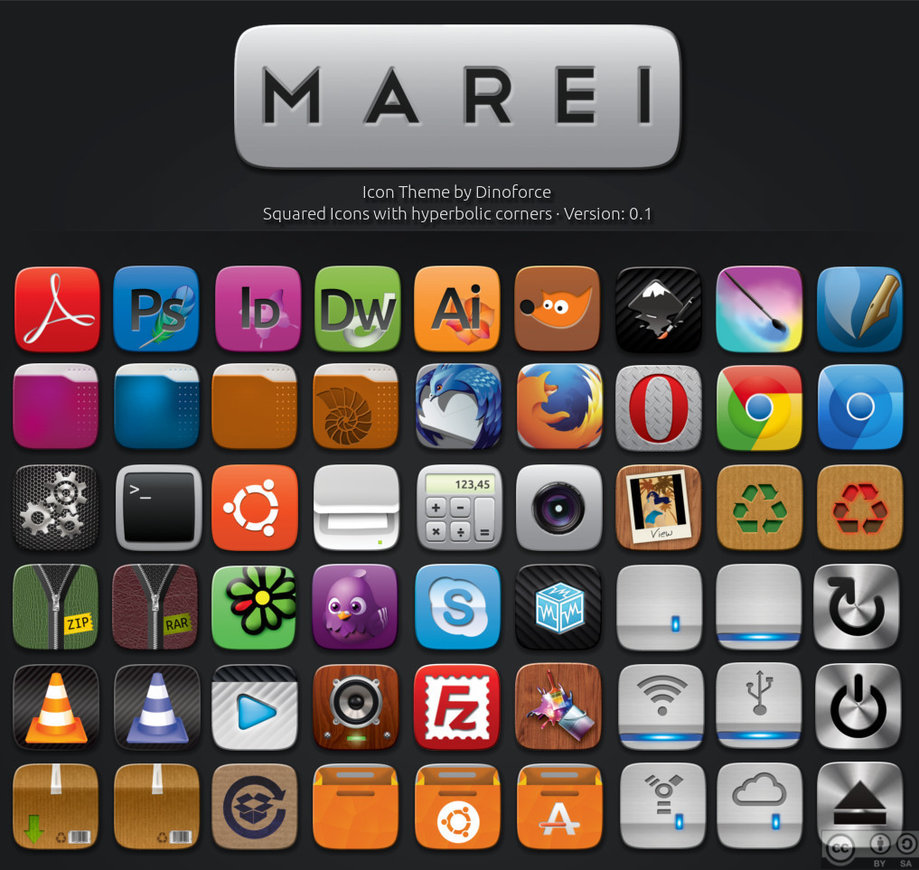 MAREI
Icon Theme by Dinoforce
Squared Icons with hyperbolic corners · Version: 0.1
Ps
ID
Dw
Ai
>_
123,45
+ -
× ÷ =
View
ZIP
RAR
S
FZ
A
cc
BY SA